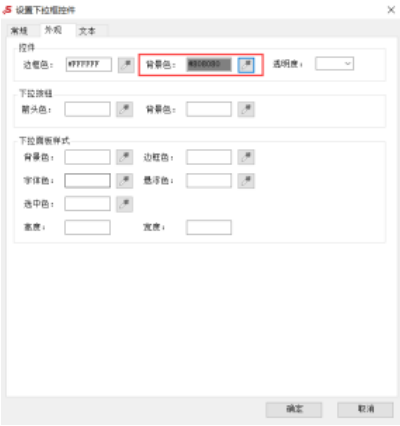 设置下拉框控件
常规 外观 文本
控件
边框色： #FFFFFF 背景色： #808080 透明度：
下拉按钮
箭头色： 背景色：
下拉面板样式
背景色： 边框色：
字体色： 悬浮色：
选中色：
高度： 宽度：
确定 取消